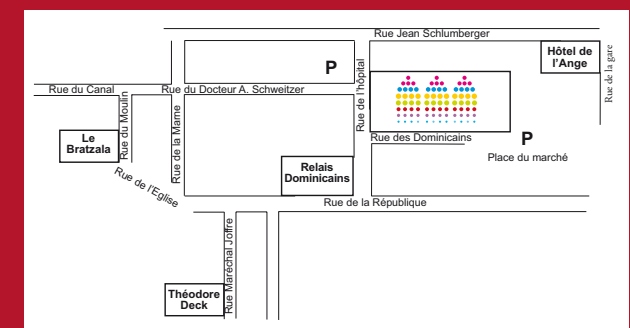 Rue Jean Schlumberger
Hôtel de
l'Ange
Rue de la gare
P
Rue de l'hôpital
Rue du Canal
Rue du Docteur A. Schweitzer
Rue du Moulin
Rue de la Marne
Le
Bratzala
Rue des Dominicains
P
Place du marché
Relais
Dominicains
Rue de l'Eglise
Rue de la République
Rue Maréchal Joffre
Théodore
Deck